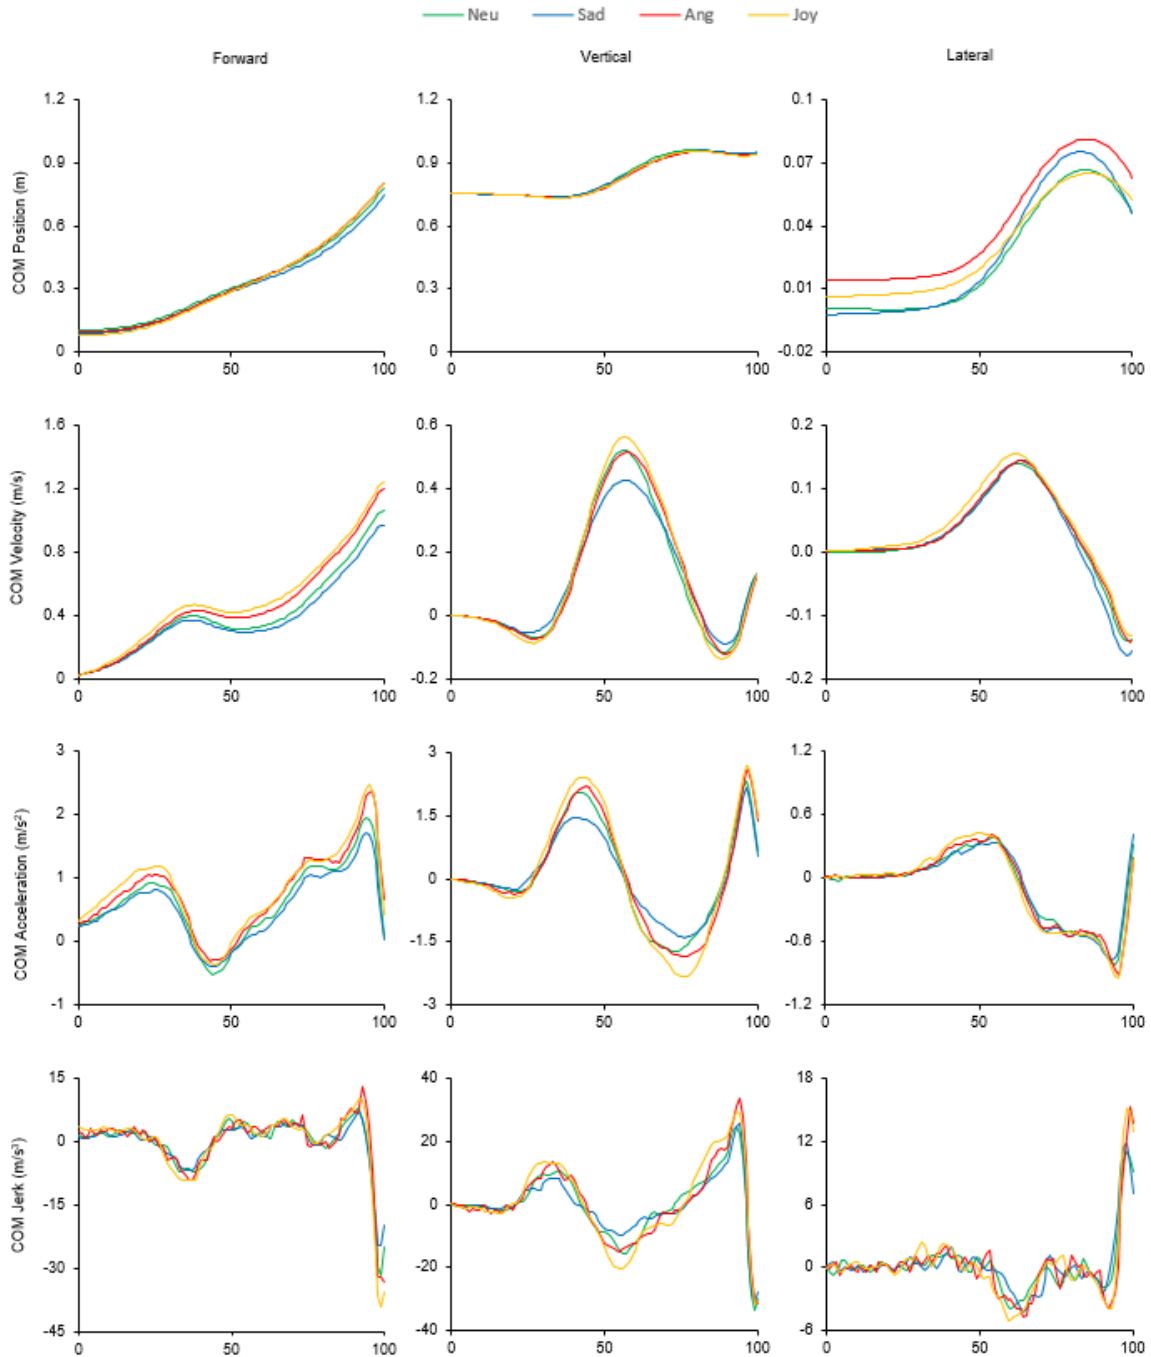 Neu Sad Ang Joy
Forward Vertical Lateral
COM Position (m)
1.2 1.2 0.1
0.9 0.9 0.07
0.6 0.6 0.04
0.3 0.3 0.01
0 0 -0.02
0 50 100 0 50 100 0 50 100
COM Velocity (m/s)
1.6 0.6 0.2
1.2 0.4 0.1
0.8 0.2 0.0
0.4 0 -0.1
0 -0.2 -0.2
0 50 100 0 50 100 0 50 100
COM Acceleration (m/s²)
3 3 1.2
2 1.5 0.6
1 0 0
0 -1.5 -0.6
-1 -3 -1.2
0 50 100 0 50 100 0 50 100
COM Jerk (m/s³)
15 40 18
0 20 12
-15 0 6
-30 -20 0
-45 -40 -6
0 50 100 0 50 100 0 50 100